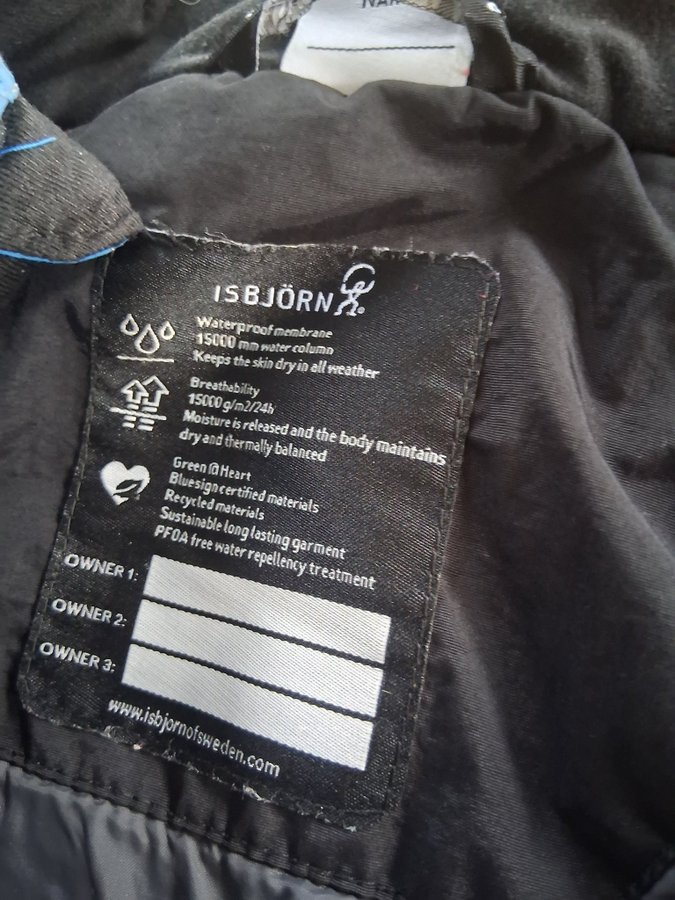 ISBJÖRN
Waterproof membrane
15000 mm water column
Keeps the skin dry in all weather
Breathability
15000 g/m2/24h
Moisture is released and the body maintains
dry and thermally balanced
Green @ Heart
Bluesign certified materials
Recycled materials
Sustainable long lasting garment
PFOA free water repellency treatment
OWNER 1:
OWNER 2:
OWNER 3:
www.isbjornofsweden.com